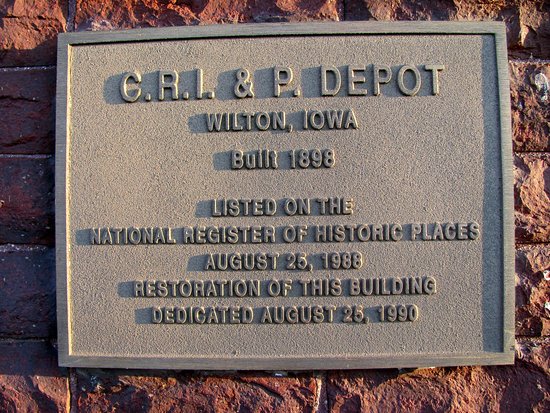 C.R.I. & P. DEPOT
WILTON, IOWA
Built 1898
LISTED ON THE
NATIONAL REGISTER OF HISTORIC PLACES
AUGUST 25, 1988
RESTORATION OF THIS BUILDING
DEDICATED AUGUST 25, 1990